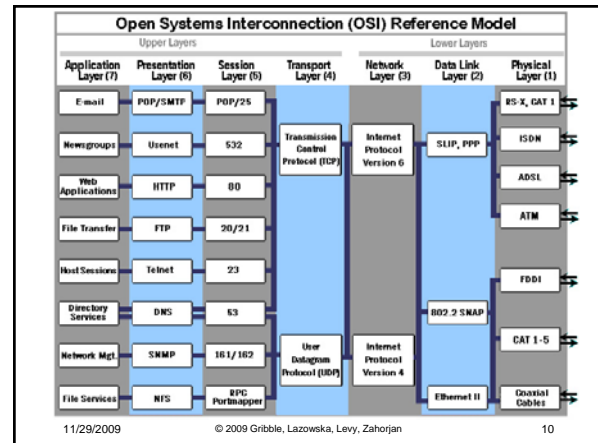 Open Systems Interconnection (OSI) Reference Model
Upper Layers
Lower Layers
Application Layer (7)
Presentation Layer (6)
Session Layer (5)
Transport Layer (4)
Network Layer (3)
Data Link Layer (2)
Physical Layer (1)
E-mail
POP/SMTP
POP/25
RS-X, CAT 1
Newsgroups
Usenet
532
Transmission
Control
Protocol (TCP)
Internet
Protocol
Version 6
SLIP, PPP
ISDN
Web
Applications
HTTP
80
ADSL
File Transfer
FTP
20/21
ATM
Host Sessions
Telnet
23
FDDI
Directory
Services
DNS
53
802.2 SNAP
Network Mgt.
SNMP
161/162
User
Datagram
Protocol (UDP)
Internet
Protocol
Version 4
CAT 1-5
File Services
NFS
RPC
Portmapper
Ethernet II
Coaxial
Cables
11/29/2009
© 2009 Gribble, Lazowska, Levy, Zahorjan
10